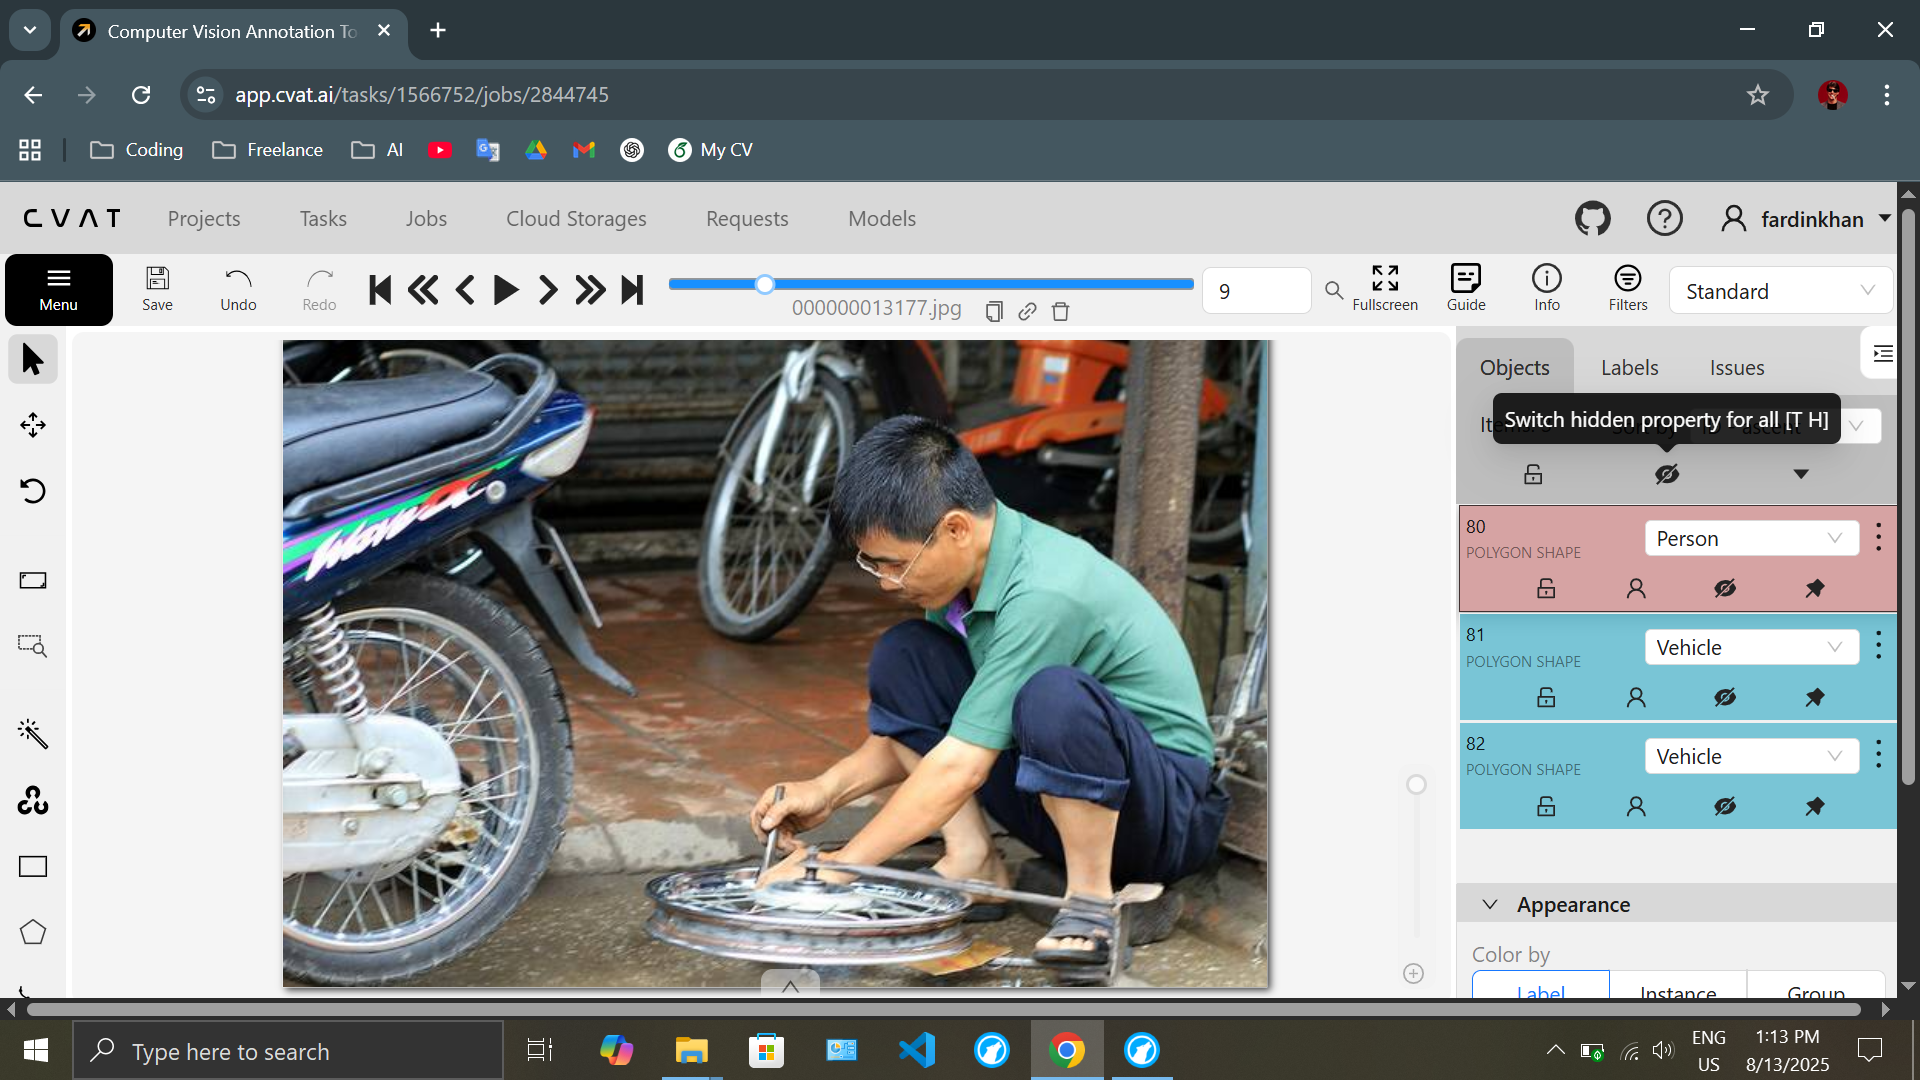 Computer Vision Annotation To
app.cvat.ai/tasks/1566752/jobs/2844745
Coding
Freelance
AI
My CV
CVAT
Projects
Tasks
Jobs
Cloud Storages
Requests
Models
fardinkhan
Menu
Save
Undo
Redo
000000013177.jpg
9
Fullscreen
Guide
Info
Filters
Standard
Objects
Labels
Issues
Switch hidden property for all [T H]
80
POLYGON SHAPE
Person
81
POLYGON SHAPE
Vehicle
82
POLYGON SHAPE
Vehicle
Appearance
Color by
Label
Instance
Group
Type here to search
ENG
US
1:13 PM
8/13/2025